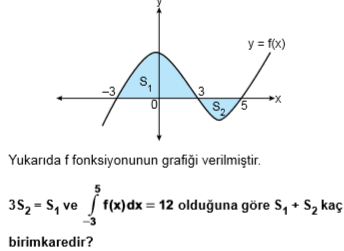 y
y = f(x)
S₁
-3
3
0
S₂
5
x
Yukarıda f fonksiyonunun grafiği verilmiştir.
3S₂ = S₁ ve ∫₋₃⁵ f(x)dx = 12 olduğuna göre S₁ + S₂ kaç
birimkaredir?